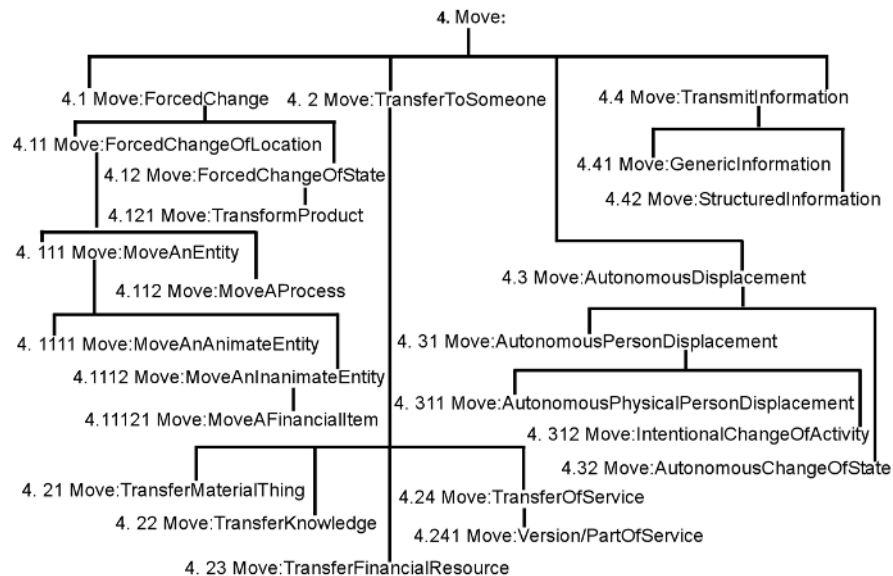 4. Move:
4.1 Move:ForcedChange
4. 2 Move:TransferToSomeone
4.4 Move:TransmitInformation
4.11 Move:ForcedChangeOfLocation
4.12 Move:ForcedChangeOfState
4.121 Move:TransformProduct
4.41 Move:GenericInformation
4.42 Move:StructuredInformation
4. 111 Move:MoveAnEntity
4.112 Move:MoveAProcess
4.3 Move:AutonomousDisplacement
4. 1111 Move:MoveAnAnimateEntity
4.1112 Move:MoveAnInanimateEntity
4.11121 Move:MoveAFinancialItem
4. 31 Move:AutonomousPersonDisplacement
4. 311 Move:AutonomousPhysicalPersonDisplacement
4. 312 Move:IntentionalChangeOfActivity
4.32 Move:AutonomousChangeOfState
4. 21 Move:TransferMaterialThing
4. 22 Move:TransferKnowledge
4.24 Move:TransferOfService
4.241 Move:Version/PartOfService
4. 23 Move:TransferFinancialResource